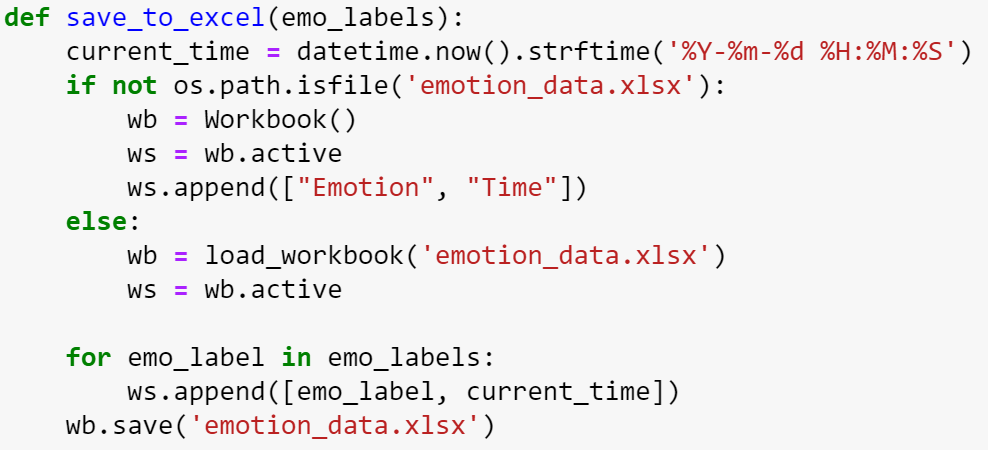 def save_to_excel(emo_labels):
    current_time = datetime.now().strftime('%Y-%m-%d %H:%M:%S')
    if not os.path.isfile('emotion_data.xlsx'):
        wb = Workbook()
        ws = wb.active
        ws.append(["Emotion", "Time"])
    else:
        wb = load_workbook('emotion_data.xlsx')
        ws = wb.active

    for emo_label in emo_labels:
        ws.append([emo_label, current_time])
    wb.save('emotion_data.xlsx')